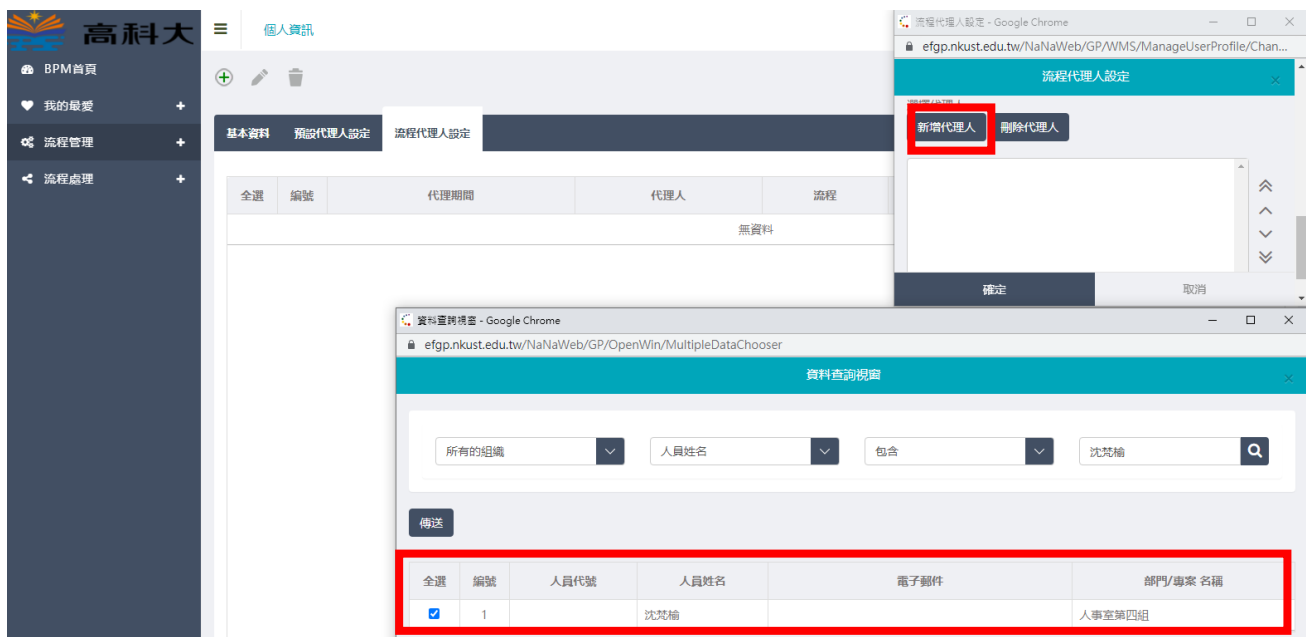 高科大
個人資訊
BPM首頁
我的最愛
流程管理
流程處理
基本資料 預設代理人設定 流程代理人設定
全選 編號 代理期間 代理人 流程
無資料
流程代理人設定 - Google Chrome
efgp.nkust.edu.tw/NaNaWeb/GP/WMS/ManageUserProfile/Chan...
流程代理人設定
選擇代理人
新增代理人 刪除代理人
確定 取消
資料查詢視窗 - Google Chrome
efgp.nkust.edu.tw/NaNaWeb/GP/OpenWin/MultipleDataChooser
資料查詢視窗
所有的組織 人員姓名 包含 沈梵榆
傳送
全選 編號 人員代號 人員姓名 電子郵件 部門/專案 名稱
1 沈梵榆 人事室第四組